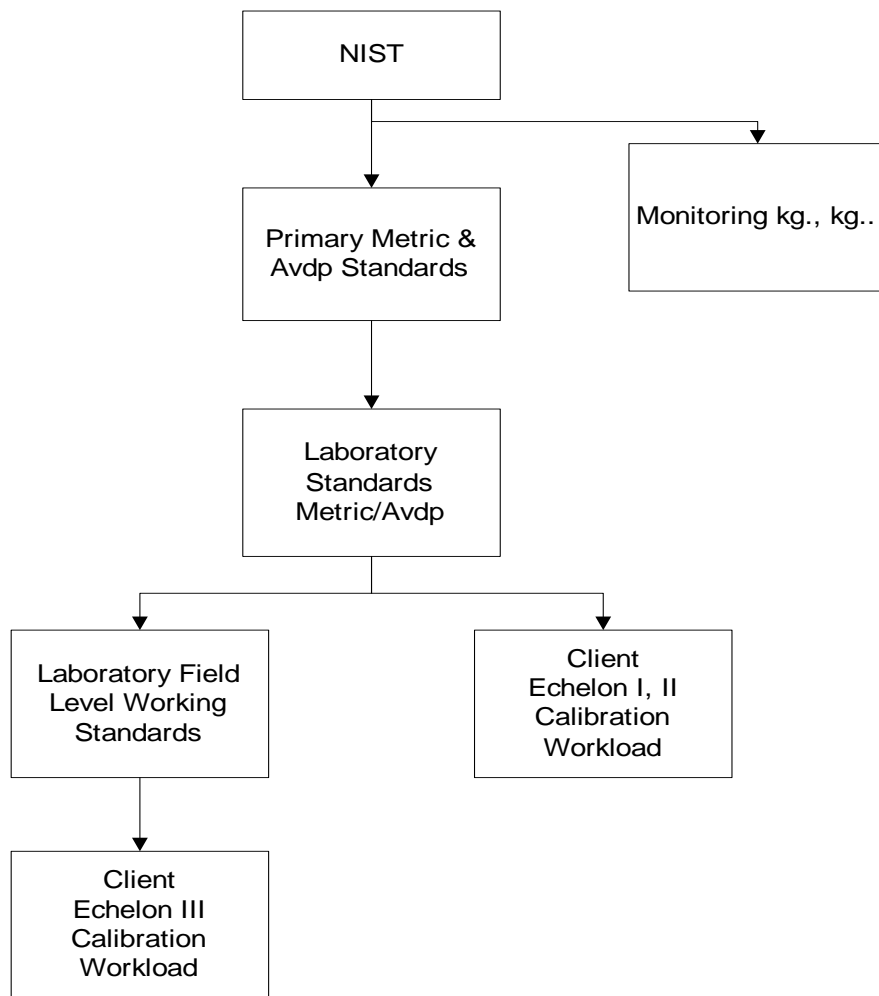 NIST
Monitoring kg., kg..
Primary Metric &
Avdp Standards
Laboratory
Standards
Metric/Avdp
Laboratory Field
Level Working
Standards
Client
Echelon I, II
Calibration
Workload
Client
Echelon III
Calibration
Workload